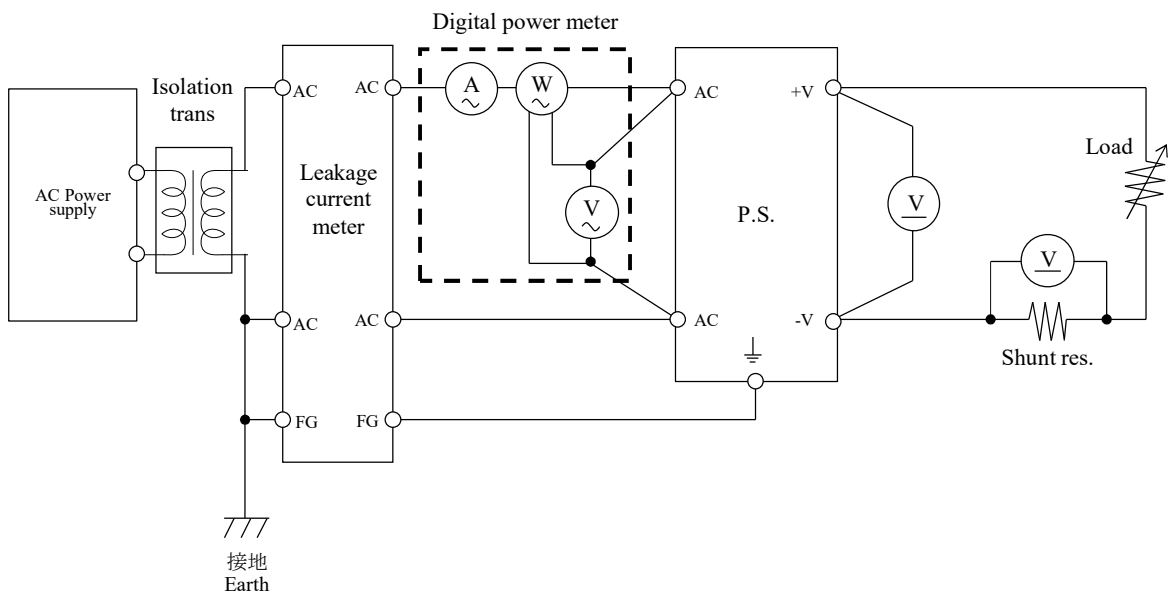 Digital power meter
Isolation
trans
AC Power
supply
AC
AC
Leakage
current
meter
AC
AC
FG
FG
A
W
V
AC
AC
P.S.
+V
-V
V
Load
V
Shunt res.
接地
Earth